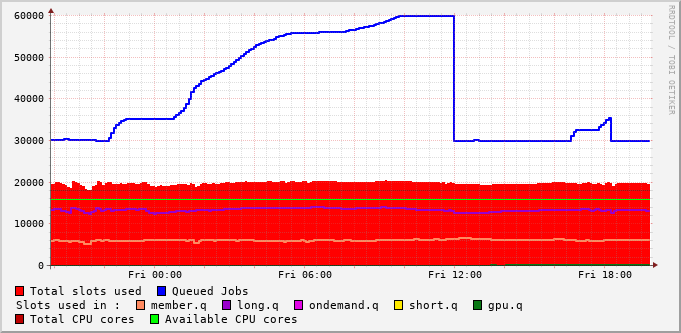 RRDTOOL / TOBI OETIKER
60000
50000
40000
30000
20000
10000
0
Fri 00:00 Fri 06:00 Fri 12:00 Fri 18:00
Total slots used Queued Jobs
Slots used in : member.q long.q ondemand.q short.q gpu.q
Total CPU cores Available CPU cores